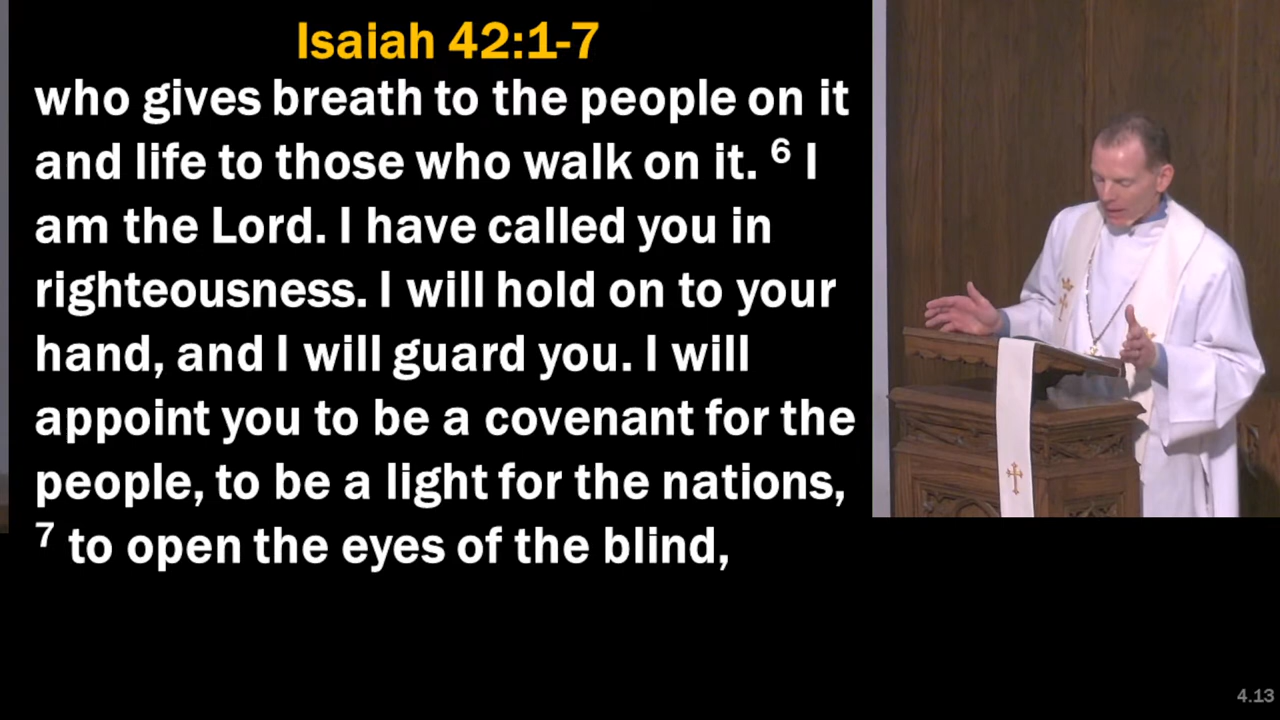 Isaiah 42:1-7
who gives breath to the people on it
and life to those who walk on it. ⁶ I
am the Lord. I have called you in
righteousness. I will hold on to your
hand, and I will guard you. I will
appoint you to be a covenant for the
people, to be a light for the nations,
⁷ to open the eyes of the blind,
4.13